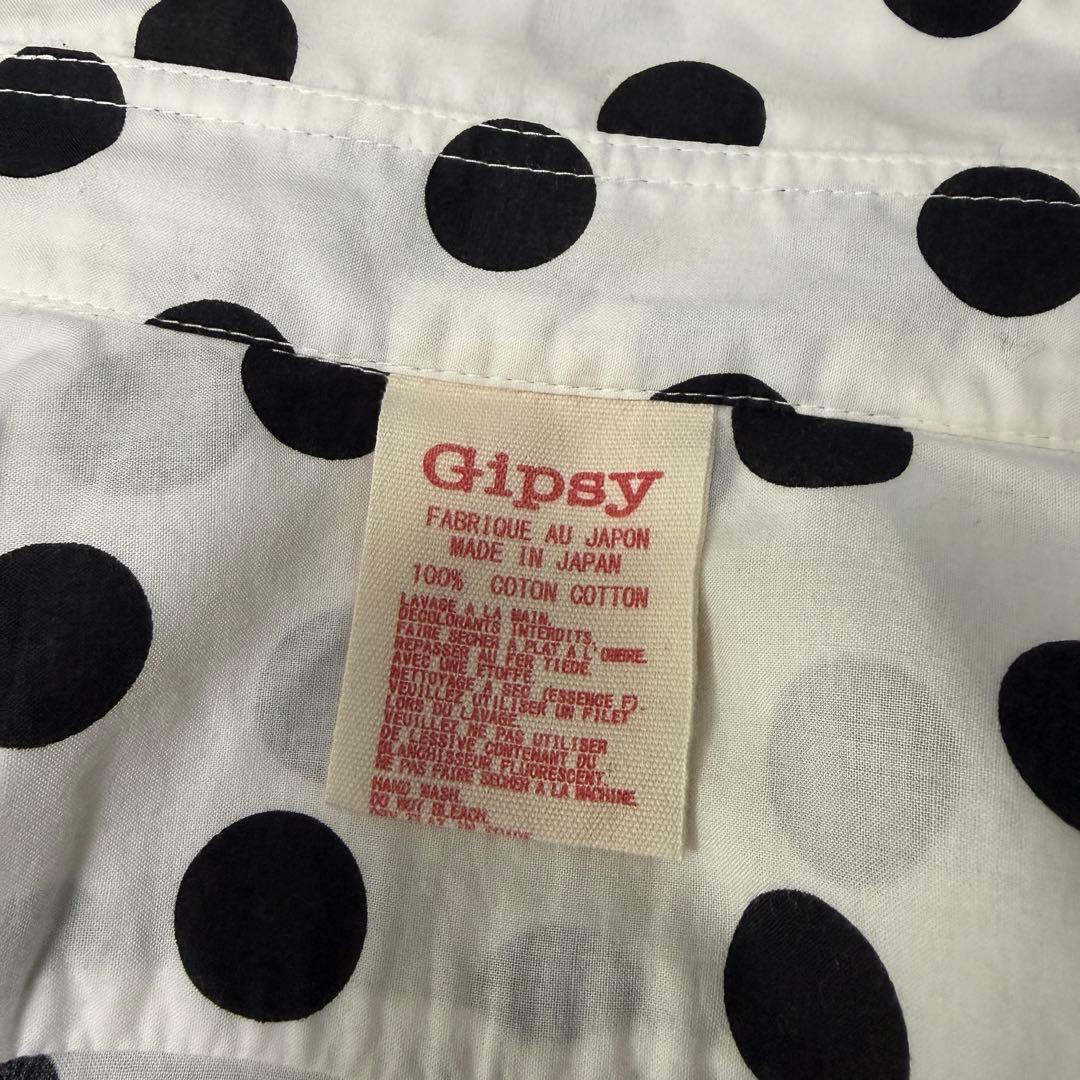 Gipsy
FABRIQUE AU JAPON
MADE IN JAPAN
100% COTON COTTON
LAVAGE A LA MAIN.
DECOLORANTS INTERDITS.
FAIRE SECHER A PLAT A L'OMBRE.
REPASSER AU FER TIEDE
AVEC UNE ETOFFE.
NETTOYAGE A SEC (ESSENCE F).
VEUILLEZ UTILISER UN FILET
LORS DU LAVAGE.
VEUILLEZ NE PAS UTILISER
DE LESSIVE CONTENANT DU
BLANCHISSEUR FLUORESCENT.
NE PAS FAIRE SECHER A LA MACHINE.
HAND WASH.
DO NOT BLEACH.